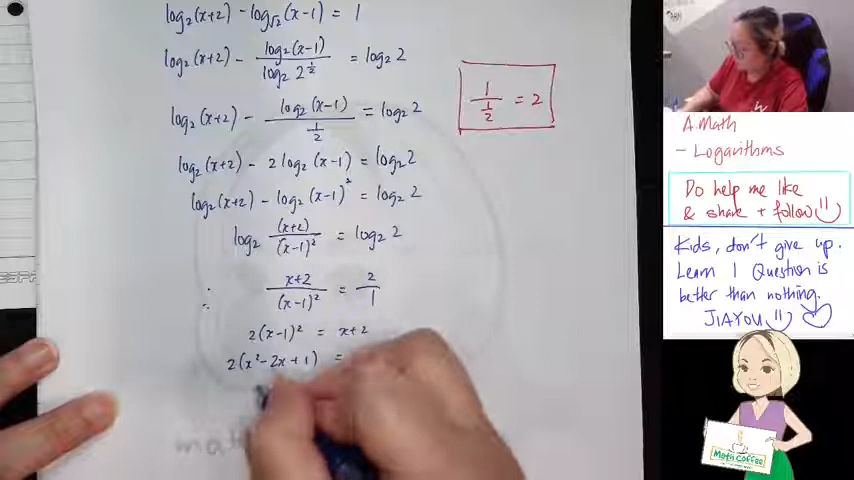 log₂(x+2) - log√2(x-1) = 1
log₂(x+2) - log₂(x-1) / log₂ 2^½ = log₂ 2
log₂(x+2) - log₂(x-1) / ½ = log₂ 2
1 / ½ = 2
log₂(x+2) - 2 log₂(x-1) = log₂ 2
log₂(x+2) - log₂(x-1)² = log₂ 2
log₂ (x+2) / (x-1)² = log₂ 2
∴ x+2 / (x-1)² = 2 / 1
2(x-1)² = x+2
2(x²-2x+1) =
A.Math
- Logarithms
Do help me like
& share + follow
Kids, don't give up.
Learn 1 Question is
better than nothing.
JIAYOU
Math Coffee